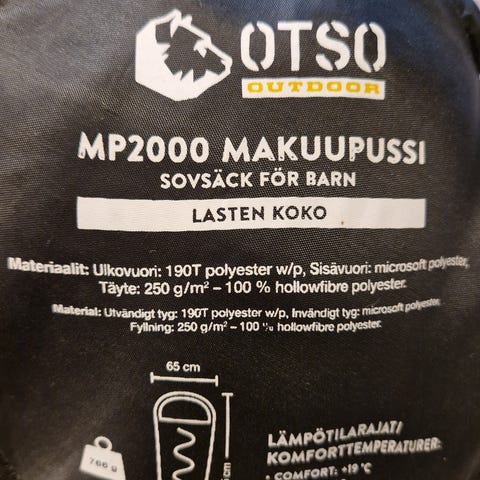 OTSO
OUTDOOR
MP2000 MAKUUPUSSI
SOVSÄCK FÖR BARN
LASTEN KOKO
Materiaalit: Ulkovuori: 190T polyester w/p, Sisävuori: microsoft polyester,
Täyte: 250 g/m² – 100 % hollowfibre polyester.
Material: Utvändigt tyg: 190T polyester w/p, Invändigt tyg: microsoft polyester,
Fyllning: 250 g/m² – 100 % hollowfibre polyester.
65 cm
766 g
LÄMPÖTILARAJAT/
KOMFORTTEMPERATURER:
• COMFORT: +19 °C